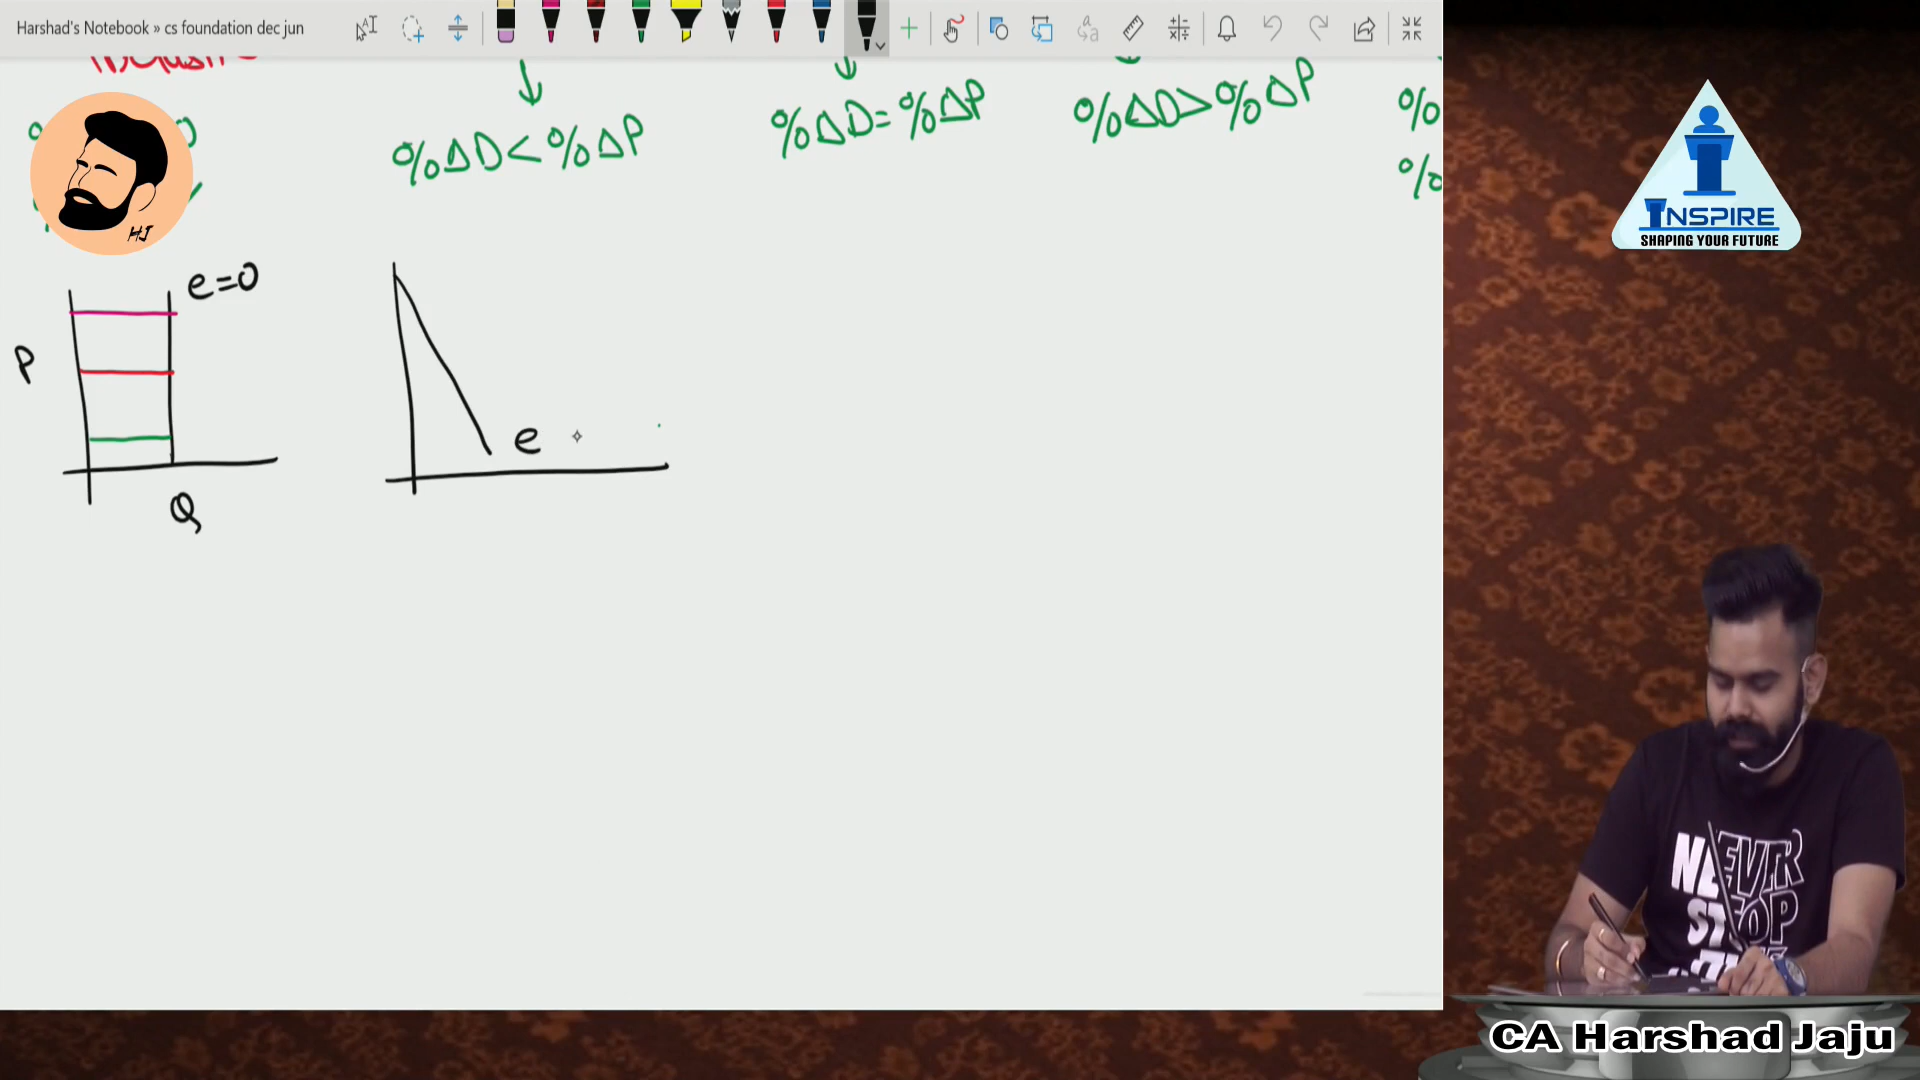 Harshad's Notebook » cs foundation dec jun
%ΔD<%ΔP
%ΔD=%ΔP
%ΔD>%ΔP
%
%
HJ
e=0
P
Q
e
INSPIRE
SHAPING YOUR FUTURE
NEVER
STOP
CA Harshad Jaju